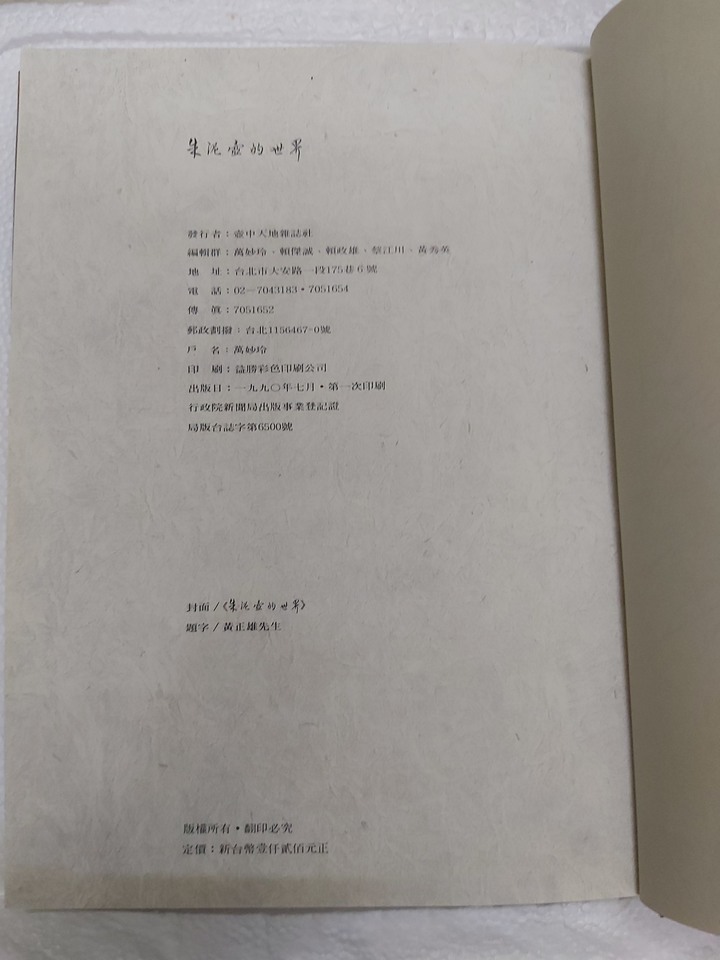 朱泥壺的世界
發行者：壺中天地雜誌社
編輯群：萬妙玲、賴傑誠、賴政雄、蔡江川、黃秀英
地　址：台北市大安路一段175巷6號
電　話：02—7043183・7051654
傳　眞：7051652
郵政劃撥：台北1156467-0號
戶　名：萬妙玲
印　刷：益勝彩色印刷公司
出版日：一九九〇年七月・第一次印刷
行政院新聞局出版事業登記證
局版台誌字第6500號
封面／《朱泥壺的世界》
題字／黃正雄先生
版權所有・翻印必究
定價：新台幣壹仟貳佰元正